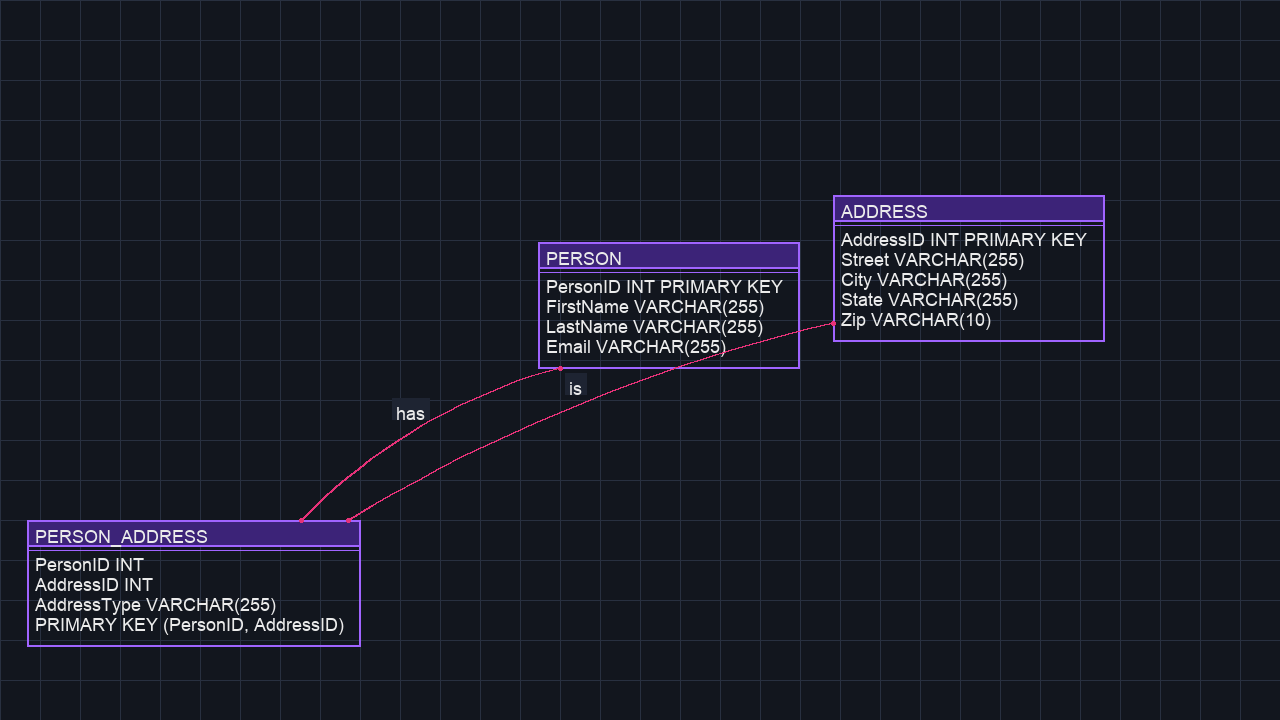 ADDRESS
AddressID INT PRIMARY KEY
Street VARCHAR(255)
City VARCHAR(255)
State VARCHAR(255)
Zip VARCHAR(10)
PERSON
PersonID INT PRIMARY KEY
FirstName VARCHAR(255)
LastName VARCHAR(255)
Email VARCHAR(255)
is
has
PERSON_ADDRESS
PersonID INT
AddressID INT
AddressType VARCHAR(255)
PRIMARY KEY (PersonID, AddressID)